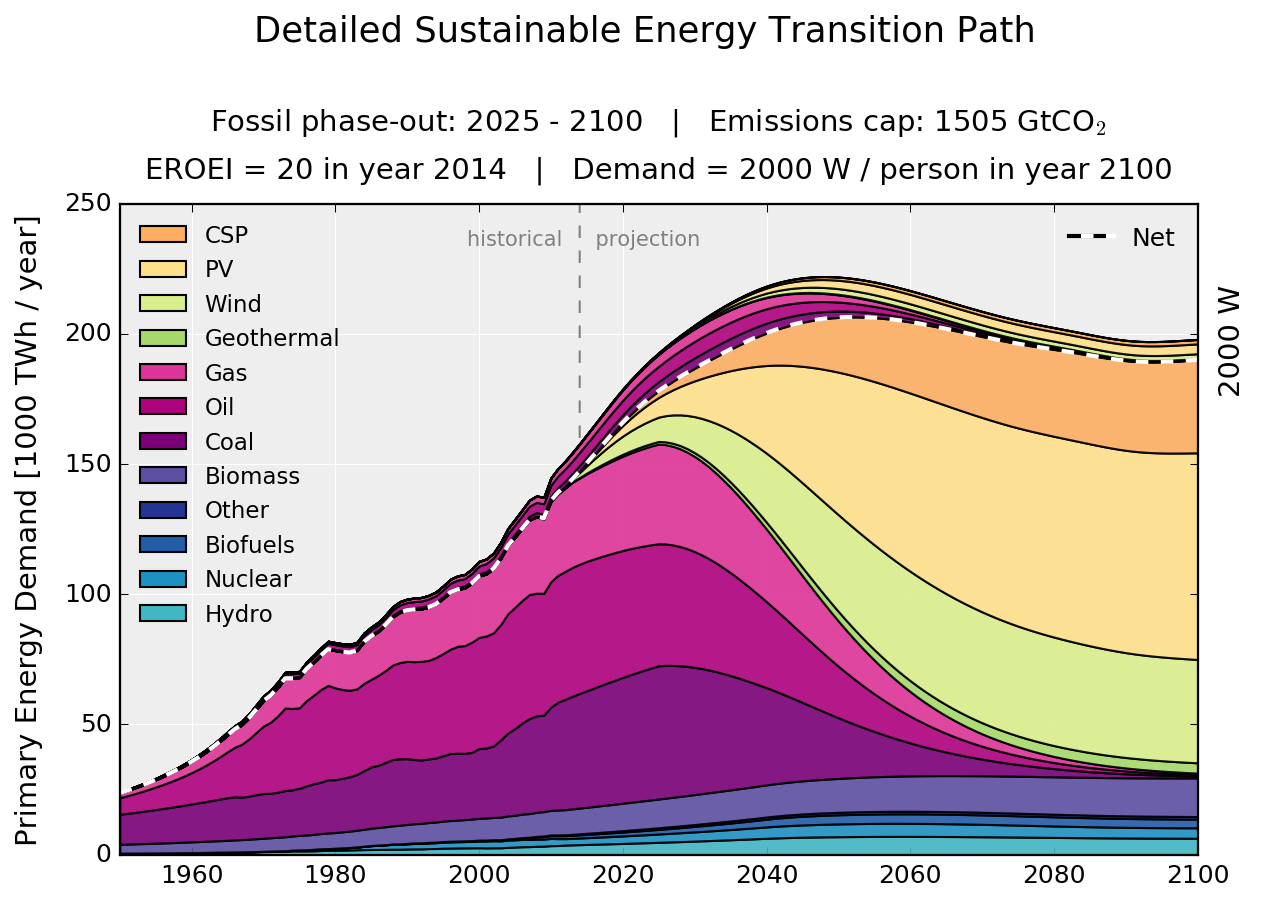 Detailed Sustainable Energy Transition Path
Fossil phase-out: 2025 - 2100 | Emissions cap: 1505 GtCO₂
EROEI = 20 in year 2014 | Demand = 2000 W / person in year 2100
Primary Energy Demand [1000 TWh / year]
250
200
150
100
50
0
CSP
PV
Wind
Geothermal
Gas
Oil
Coal
Biomass
Other
Biofuels
Nuclear
Hydro
historical
projection
Net
2000 W
1960
1980
2000
2020
2040
2060
2080
2100